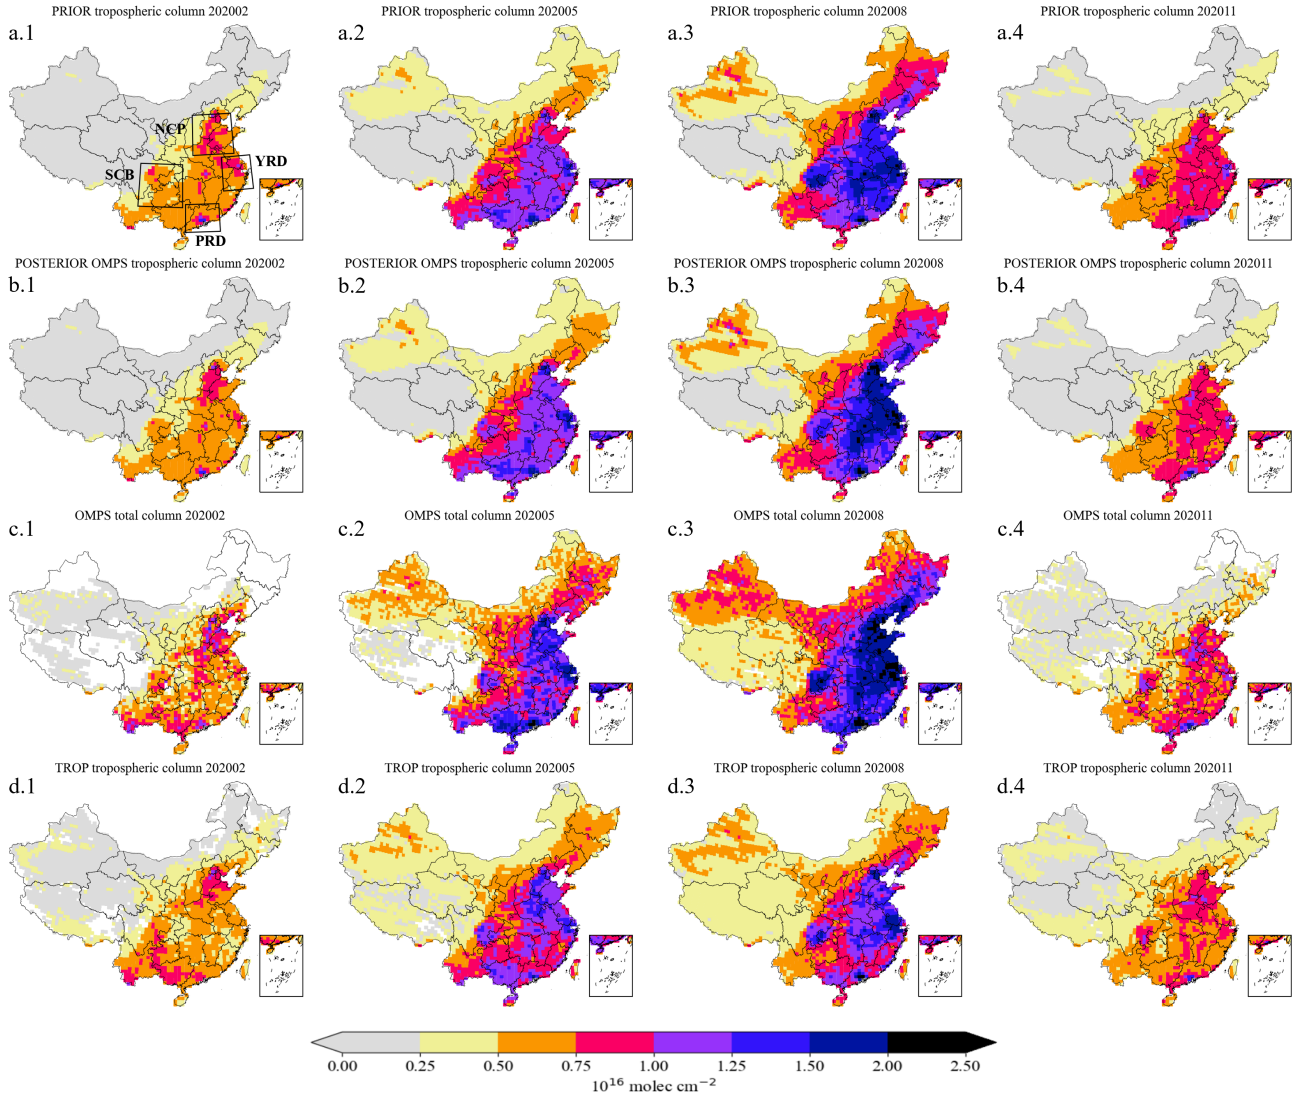 PRIOR tropospheric column 202002
PRIOR tropospheric column 202005
PRIOR tropospheric column 202008
PRIOR tropospheric column 202011
a.1
a.2
a.3
a.4
NCP
YRD
SCB
PRD
POSTERIOR OMPS tropospheric column 202002
POSTERIOR OMPS tropospheric column 202005
POSTERIOR OMPS tropospheric column 202008
POSTERIOR OMPS tropospheric column 202011
b.1
b.2
b.3
b.4
OMPS total column 202002
OMPS total column 202005
OMPS total column 202008
OMPS total column 202011
c.1
c.2
c.3
c.4
TROP tropospheric column 202002
TROP tropospheric column 202005
TROP tropospheric column 202008
TROP tropospheric column 202011
d.1
d.2
d.3
d.4
0.00 0.25 0.50 0.75 1.00 1.25 1.50 2.00 2.50
10¹⁶ molec cm⁻²